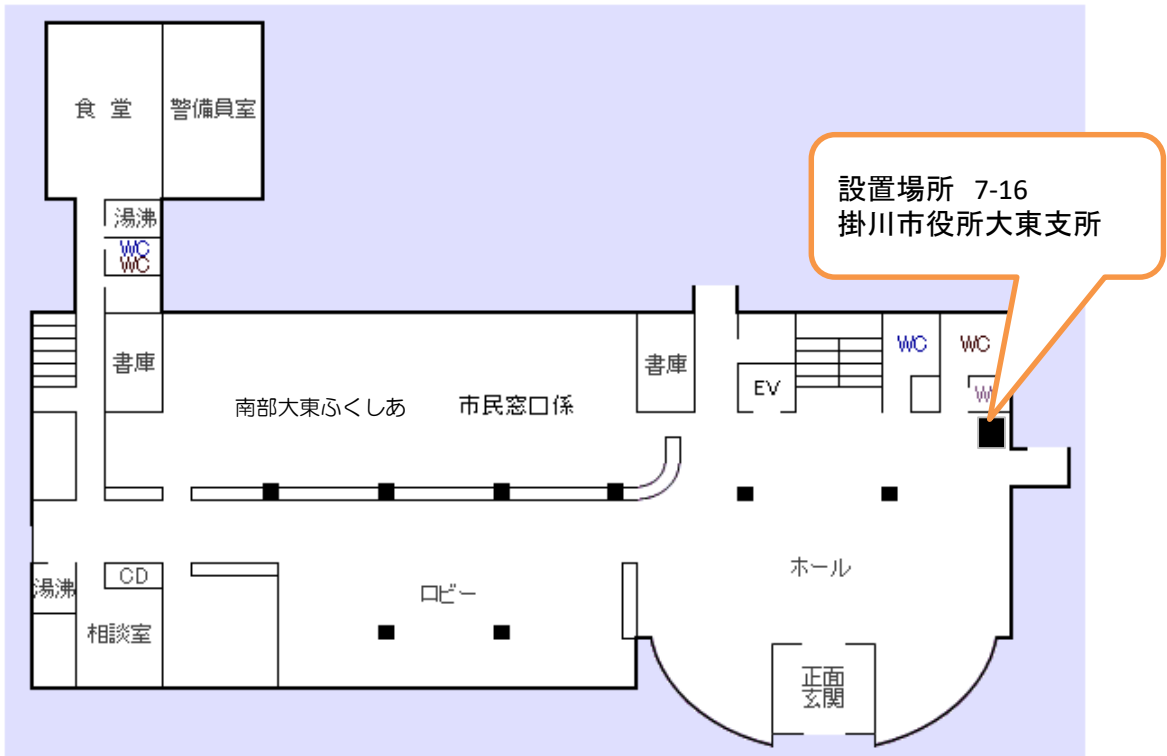 食 堂
警備員室
設置場所 7-16
掛川市役所大東支所
湯沸
WC
WC
書庫
南部大東ふくしあ
市民窓口係
書庫
EV
WC
WC
W
ホール
湯沸
CD
相談室
ロビー
正面
玄関